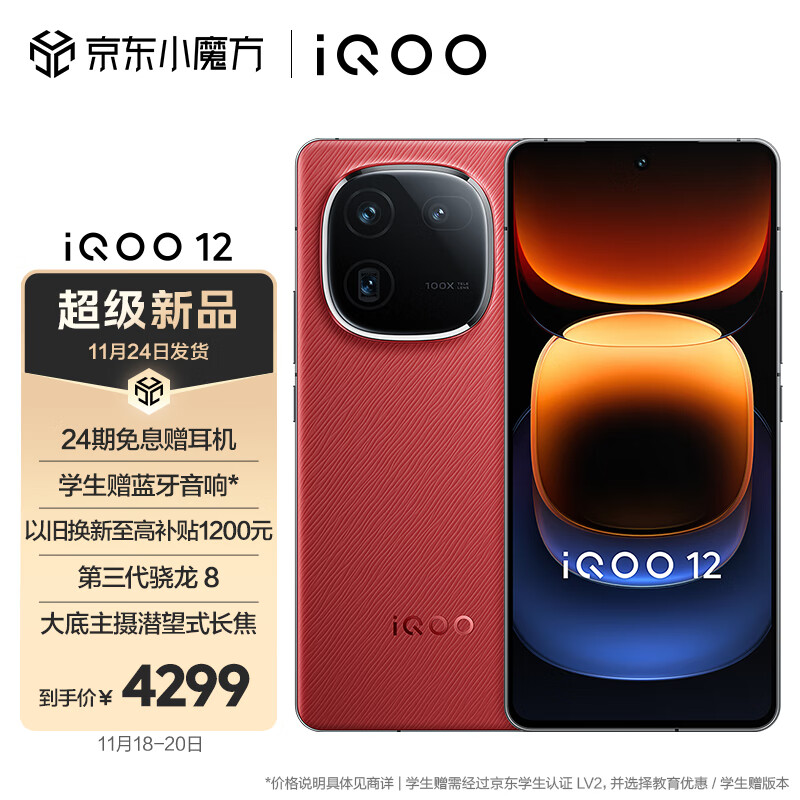 京东小魔方 | iQOO
iQOO 12
超级新品
11月24日发货
24期免息赠耳机
学生赠蓝牙音响*
以旧换新至高补贴1200元
第三代骁龙 8
大底主摄潜望式长焦
到手价¥ 4299
11月18-20日
100X
iQOO
iQOO 12
*价格说明具体见商详 | 学生赠需经过京东学生认证 LV2, 并选择教育优惠 / 学生赠版本